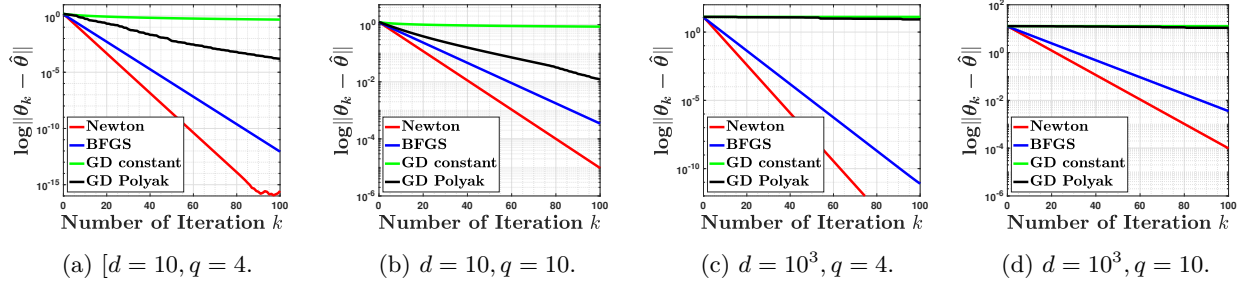 10^0
10^-5
10^-10
10^-15
log||θ_k − θ̂||
Newton
BFGS
GD constant
GD Polyak
0 20 40 60 80 100
Number of Iteration k
(a) [d = 10, q = 4.
10^0
10^-2
10^-4
10^-6
log||θ_k − θ̂||
Newton
BFGS
GD constant
GD Polyak
0 20 40 60 80 100
Number of Iteration k
(b) d = 10, q = 10.
10^0
10^-5
10^-10
log||θ_k − θ̂||
Newton
BFGS
GD constant
GD Polyak
0 20 40 60 80 100
Number of Iteration k
(c) d = 10^3, q = 4.
10^2
10^0
10^-2
10^-4
10^-6
log||θ_k − θ̂||
Newton
BFGS
GD constant
GD Polyak
0 20 40 60 80 100
Number of Iteration k
(d) d = 10^3, q = 10.